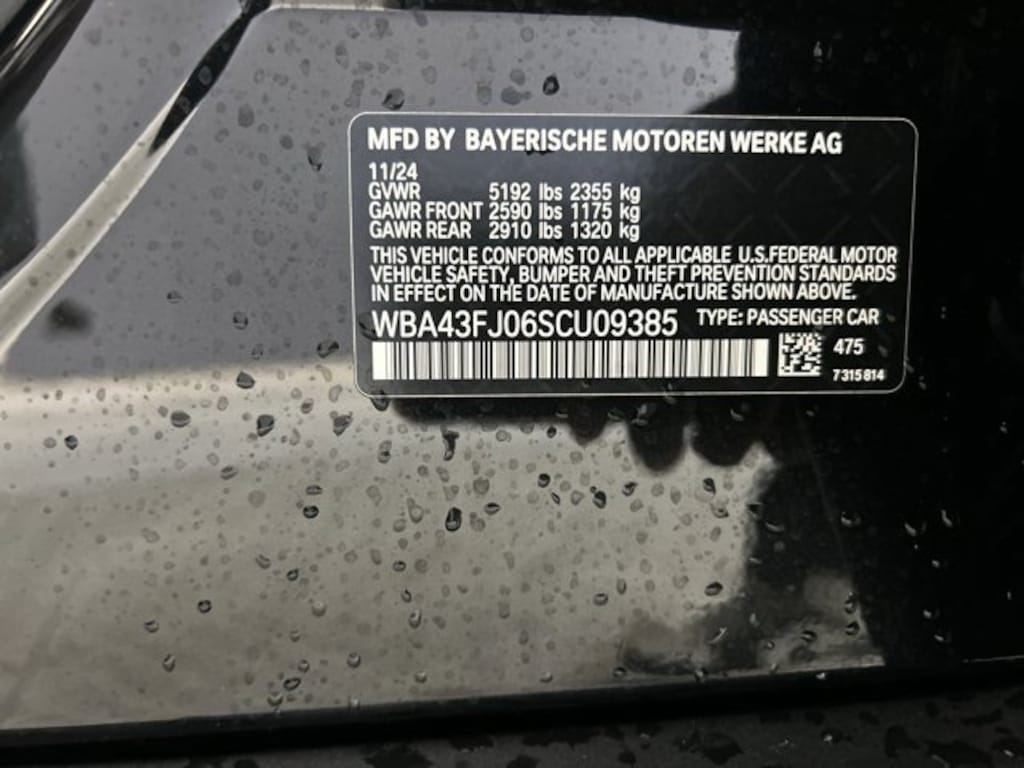 MFD BY BAYERISCHE MOTOREN WERKE AG
11/24
GVWR 5192 lbs 2355 kg
GAWR FRONT 2590 lbs 1175 kg
GAWR REAR 2910 lbs 1320 kg
THIS VEHICLE CONFORMS TO ALL APPLICABLE U.S.FEDERAL MOTOR
VEHICLE SAFETY, BUMPER AND THEFT PREVENTION STANDARDS
IN EFFECT ON THE DATE OF MANUFACTURE SHOWN ABOVE.
WBA43FJ06SCU09385 TYPE: PASSENGER CAR
475
7315814